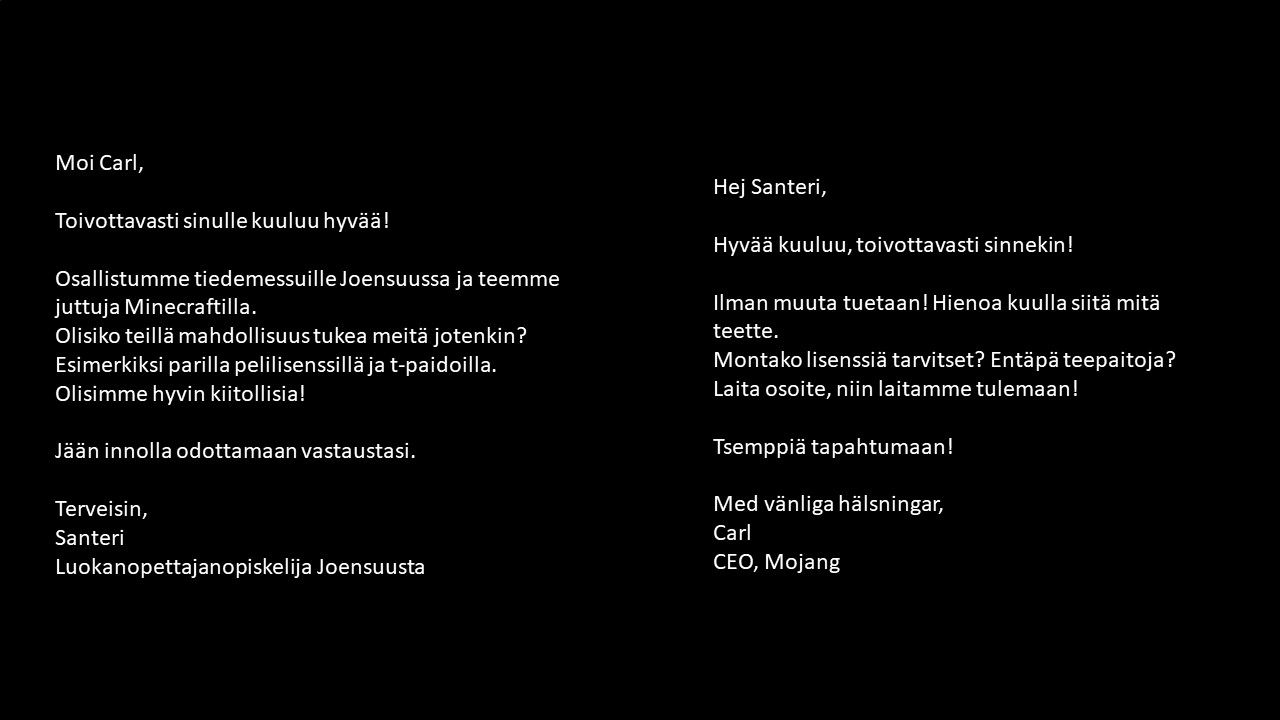 Moi Carl,
Toivottavasti sinulle kuuluu hyvää!
Osallistumme tiedemessuille Joensuussa ja teemme
juttuja Minecraftilla.
Olisiko teillä mahdollisuus tukea meitä jotenkin?
Esimerkiksi parilla pelilisenssillä ja t-paidoilla.
Olisimme hyvin kiitollisia!
Jään innolla odottamaan vastaustasi.
Terveisin,
Santeri
Luokanopettajanopiskelija Joensuusta
Hej Santeri,
Hyvää kuuluu, toivottavasti sinnekin!
Ilman muuta tuetaan! Hienoa kuulla siitä mitä
teette.
Montako lisenssiä tarvitset? Entäpä teepaitoja?
Laita osoite, niin laitamme tulemaan!
Tsemppiä tapahtumaan!
Med vänliga hälsningar,
Carl
CEO, Mojang